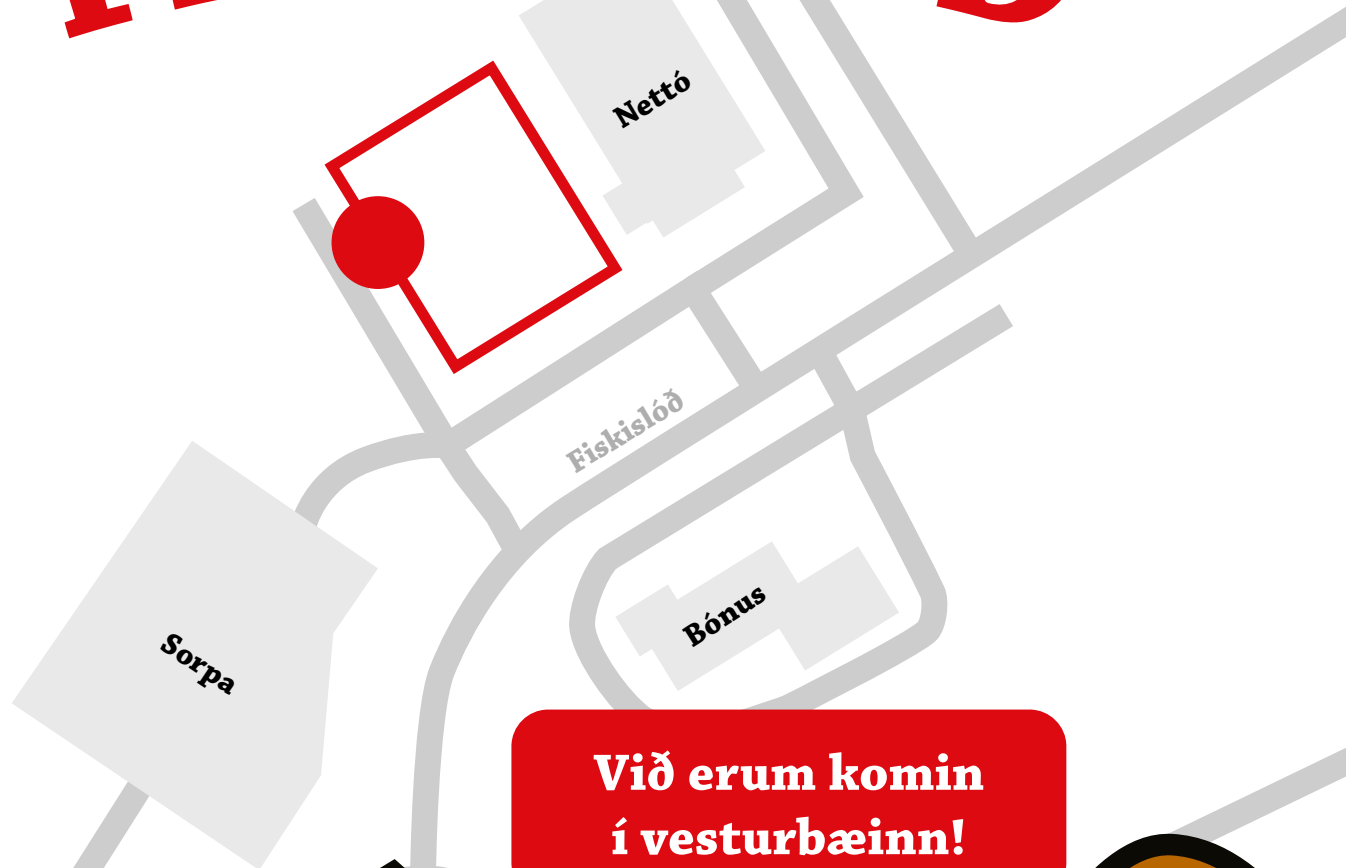 Nettó
Fiskislóð
Bónus
Sorpa
Við erum komin
í vesturbæinn!